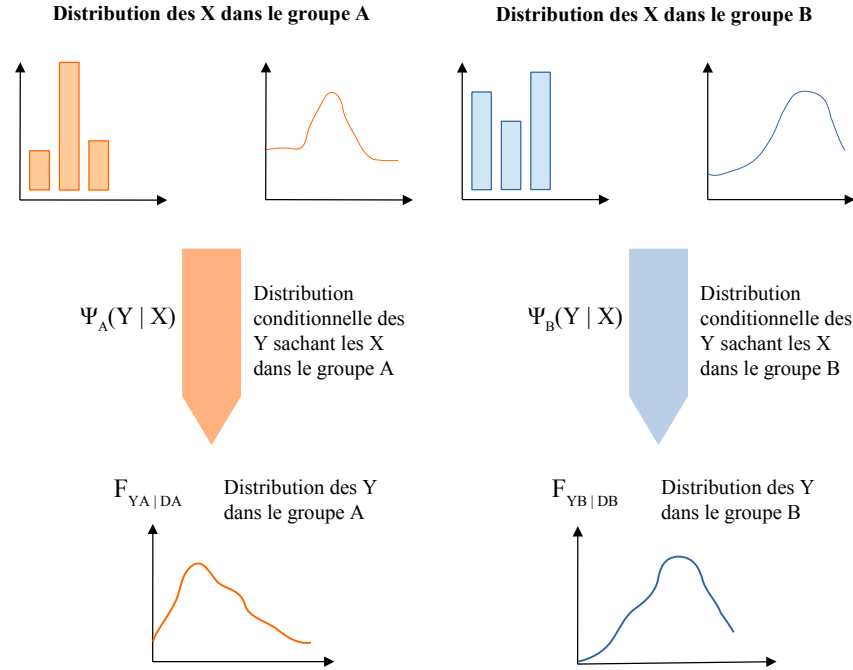 Distribution des X dans le groupe A
Distribution des X dans le groupe B
Ψ_A(Y | X)
Distribution
conditionnelle des
Y sachant les X
dans le groupe A
Ψ_B(Y | X)
Distribution
conditionnelle des
Y sachant les X
dans le groupe B
F_YA | DA
Distribution des Y
dans le groupe A
F_YB | DB
Distribution des Y
dans le groupe B